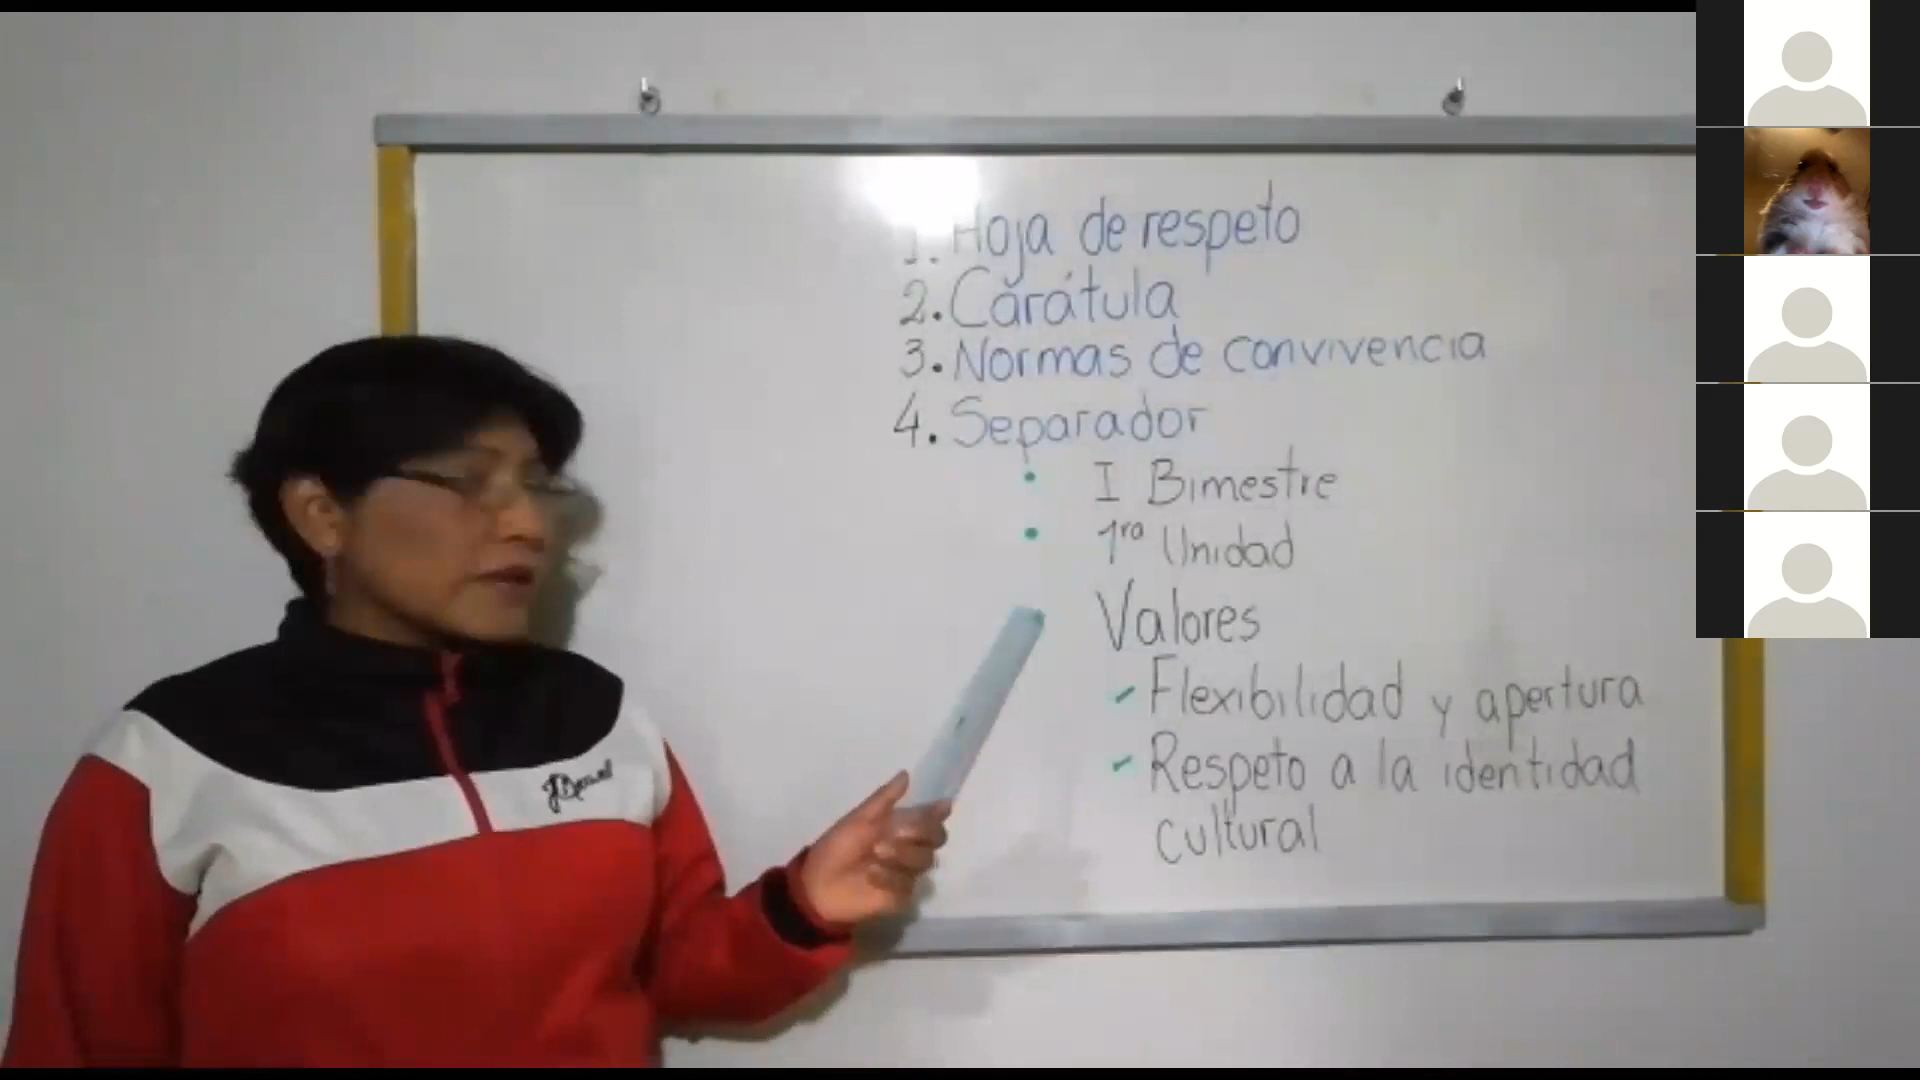 1. Hoja de respeto
2. Carátula
3. Normas de convivencia
4. Separador
• I Bimestre
• 1ra Unidad
Valores
Flexibilidad y apertura
Respeto a la identidad
cultural